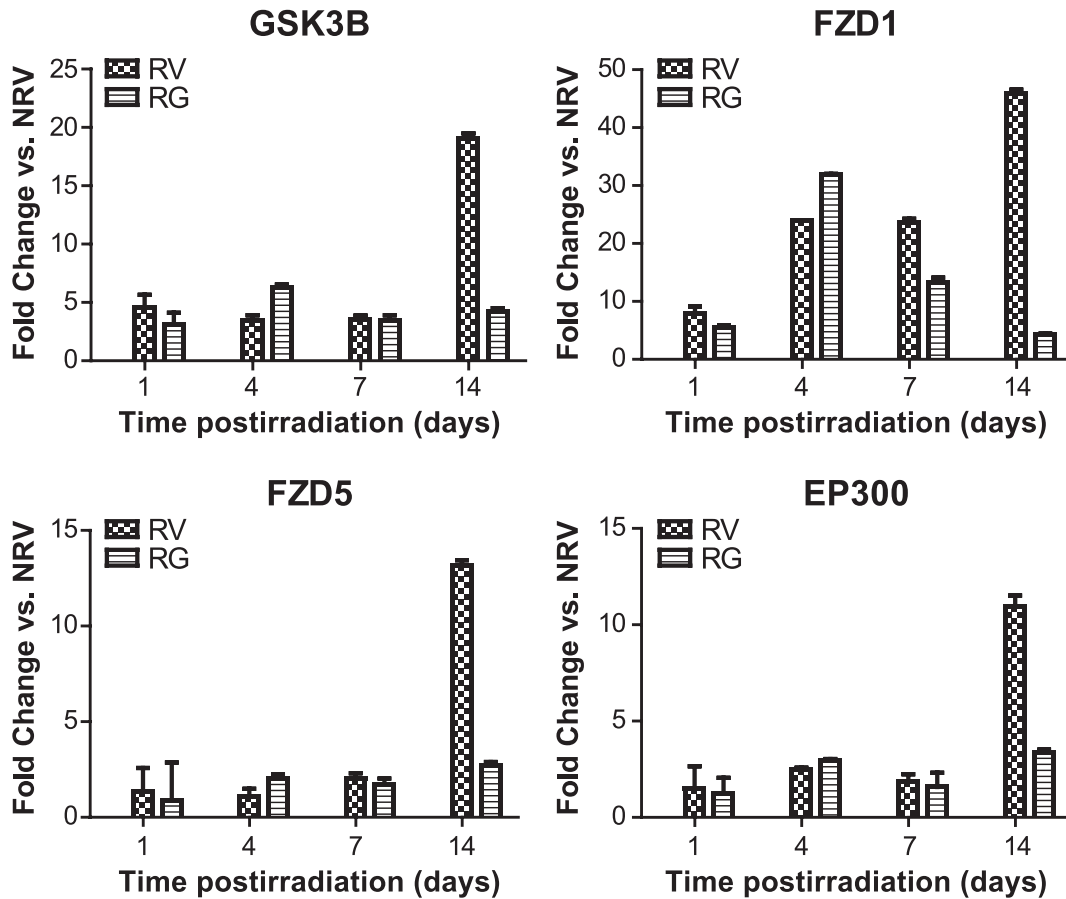 GSK3B
Fold Change vs. NRV
25
20
15
10
5
0
RV
RG
1 4 7 14
Time postirradiation (days)
FZD1
Fold Change vs. NRV
50
40
30
20
10
0
RV
RG
1 4 7 14
Time postirradiation (days)
FZD5
Fold Change vs. NRV
15
10
5
0
RV
RG
1 4 7 14
Time postirradiation (days)
EP300
Fold Change vs. NRV
15
10
5
0
RV
RG
1 4 7 14
Time postirradiation (days)